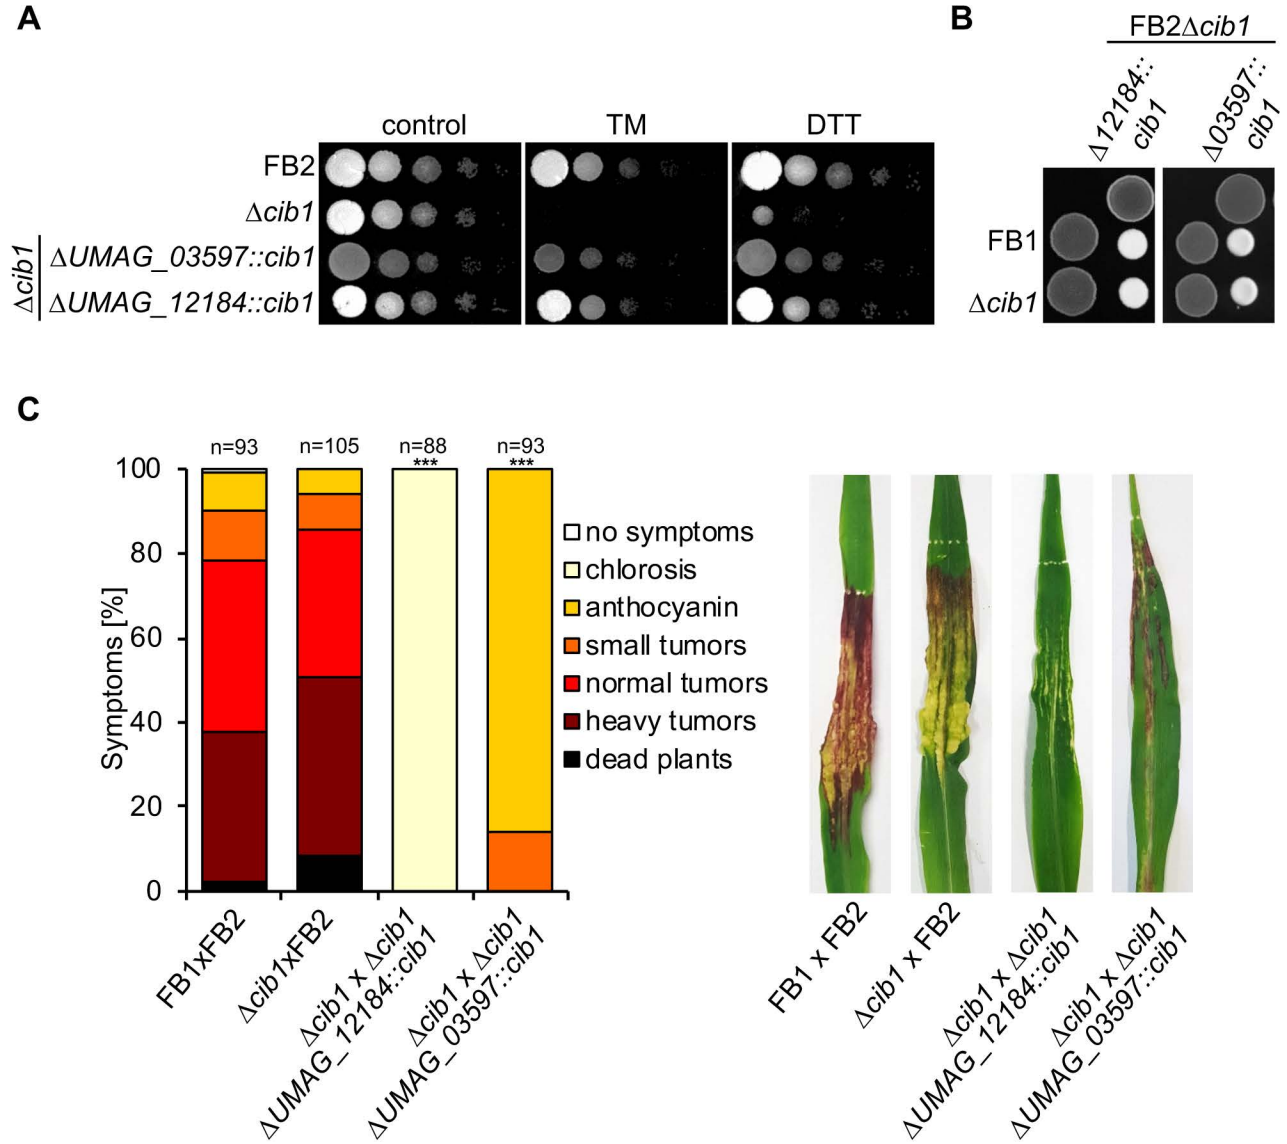 A
control
TM
DTT
FB2
Δcib1
Δcib1
ΔUMAG_03597::cib1
ΔUMAG_12184::cib1
B
FB2Δcib1
Δ12184::
cib1
Δ03597::
cib1
FB1
Δcib1
C
n=93
n=105
n=88
n=93
***
***
Symptoms [%]
100
80
60
40
20
0
no symptoms
chlorosis
anthocyanin
small tumors
normal tumors
heavy tumors
dead plants
FB1xFB2
Δcib1xFB2
Δcib1 x Δcib1
ΔUMAG_12184::cib1
Δcib1 x Δcib1
ΔUMAG_03597::cib1
FB1 x FB2
Δcib1 x FB2
Δcib1 x Δcib1
ΔUMAG_12184::cib1
Δcib1 x Δcib1
ΔUMAG_03597::cib1